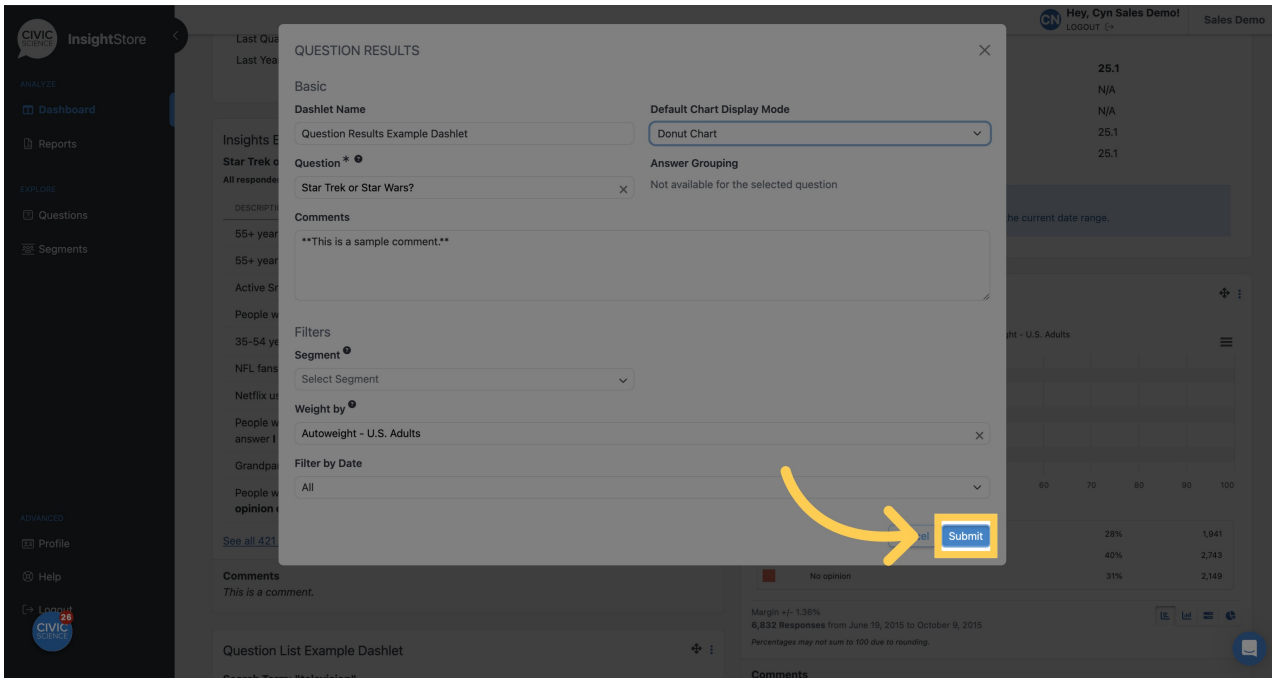 CIVIC
SCIENCE
InsightStore
ANALYZE
Dashboard
Reports
EXPLORE
Questions
Segments
ADVANCED
Profile
Help
Logout
26
CIVIC
SCIENCE
Hey, Cyn Sales Demo!
LOGOUT
CN
Sales Demo
Last Qua
Last Yea
25.1
N/A
N/A
25.1
25.1
he current date range.
Insights E
Star Trek o
All responde
DESCRIPTI
55+ year
55+ year
Active Sr
People w
35-54 ye
NFL fans
Netflix us
People w
answer I
Grandpa
People w
opinion
See all 421
Comments
This is a comment.
Question List Example Dashlet
Search Term: "television"
QUESTION RESULTS
Basic
Dashlet Name
Default Chart Display Mode
Question Results Example Dashlet
Donut Chart
Question *
Answer Grouping
Star Trek or Star Wars?
Not available for the selected question
Comments
**This is a sample comment.**
Filters
Segment
Select Segment
Weight by
Autoweight - U.S. Adults
Filter by Date
All
el
Submit
ght - U.S. Adults
60 70 80 90 100
28% 1,941
40% 2,743
No opinion 31% 2,149
Margin +/- 1.36%
6,832 Responses from June 19, 2015 to October 9, 2015
Percentages may not sum to 100 due to rounding.
Comments